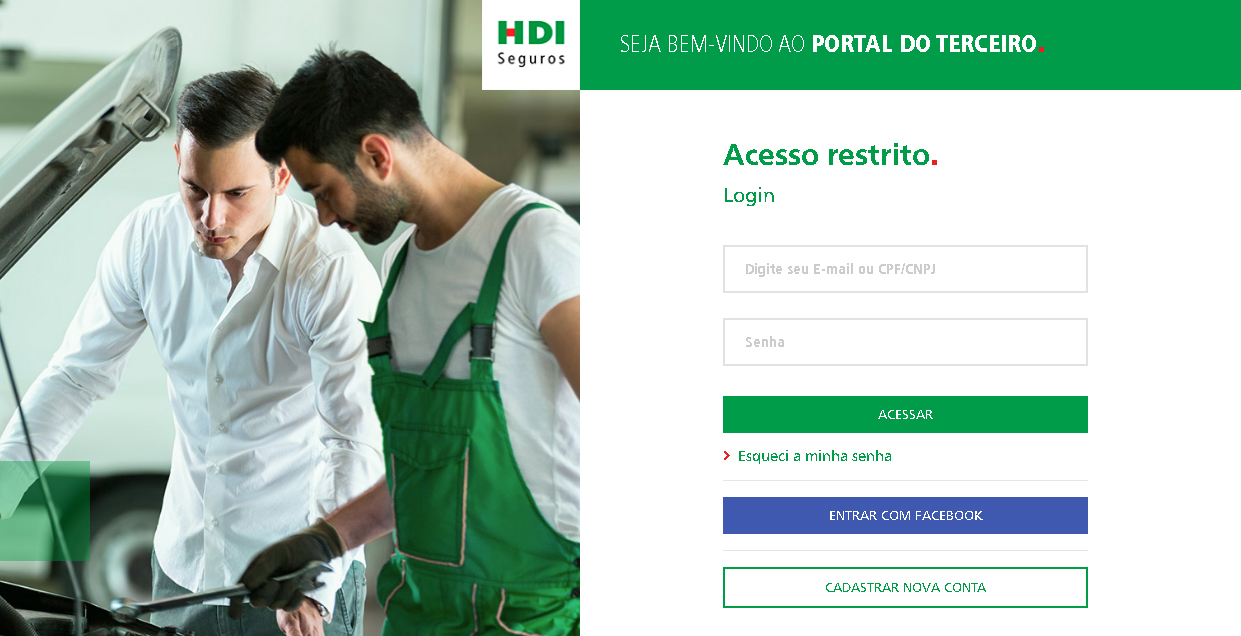 HDI
Seguros
SEJA BEM-VINDO AO PORTAL DO TERCEIRO.
Acesso restrito.
Login
Digite seu E-mail ou CPF/CNPJ
Senha
ACESSAR
Esqueci a minha senha
ENTRAR COM FACEBOOK
CADASTRAR NOVA CONTA